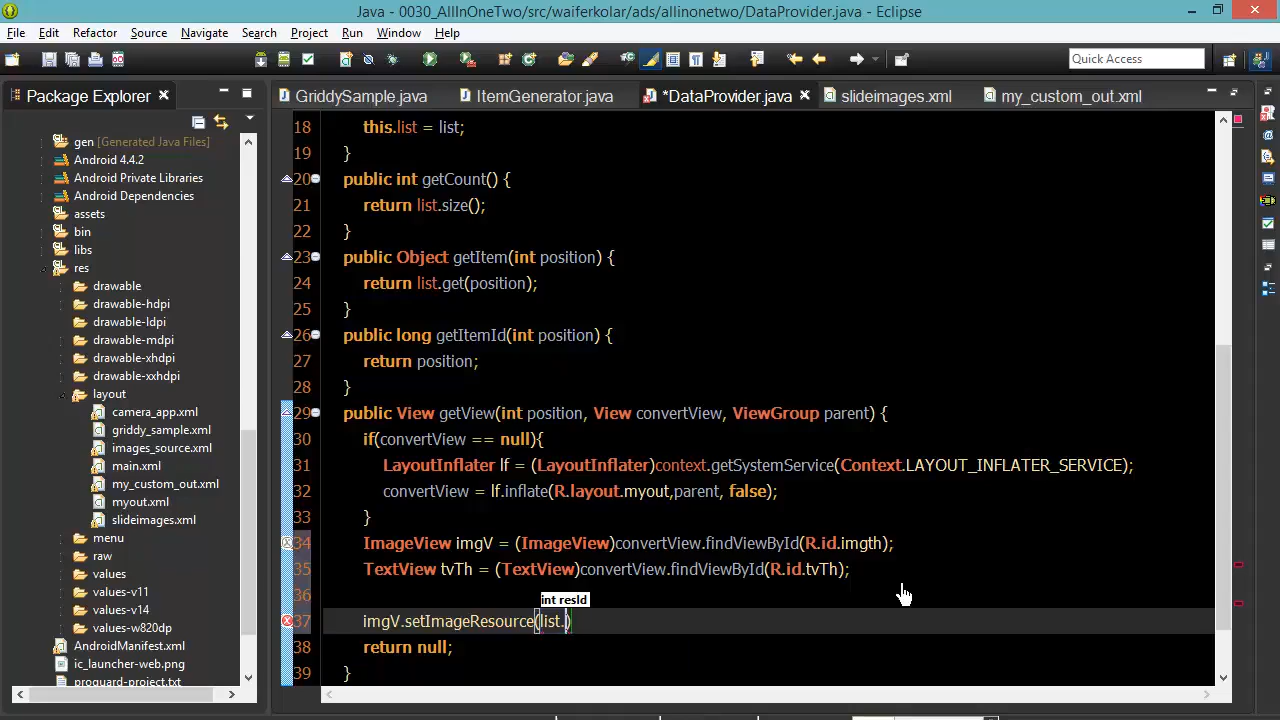 Java - 0030_AllInOneTwo/src/waiferkolar/ads/allinonetwo/DataProvider.java - Eclipse
File Edit Refactor Source Navigate Search Project Run Window Help
Quick Access
Package Explorer
GriddySample.java ItemGenerator.java *DataProvider.java slideimages.xml my_custom_out.xml
gen [Generated Java Files]
Android 4.4.2
Android Private Libraries
Android Dependencies
assets
bin
libs
res
drawable
drawable-hdpi
drawable-ldpi
drawable-mdpi
drawable-xhdpi
drawable-xxhdpi
layout
camera_app.xml
griddy_sample.xml
images_source.xml
main.xml
my_custom_out.xml
myout.xml
slideimages.xml
menu
raw
values
values-v11
values-v14
values-w820dp
AndroidManifest.xml
ic_launcher-web.png
proguard-project.txt
18 this.list = list;
19 }
20 public int getCount() {
21 return list.size();
22 }
23 public Object getItem(int position) {
24 return list.get(position);
25 }
26 public long getItemId(int position) {
27 return position;
28 }
29 public View getView(int position, View convertView, ViewGroup parent) {
30 if(convertView == null){
31 LayoutInflater lf = (LayoutInflater)context.getSystemService(Context.LAYOUT_INFLATER_SERVICE);
32 convertView = lf.inflate(R.layout.myout,parent, false);
33 }
34 ImageView imgV = (ImageView)convertView.findViewById(R.id.imgth);
35 TextView tvTh = (TextView)convertView.findViewById(R.id.tvTh);
36
int resId
37 imgV.setImageResource(list.)
38 return null;
39 }